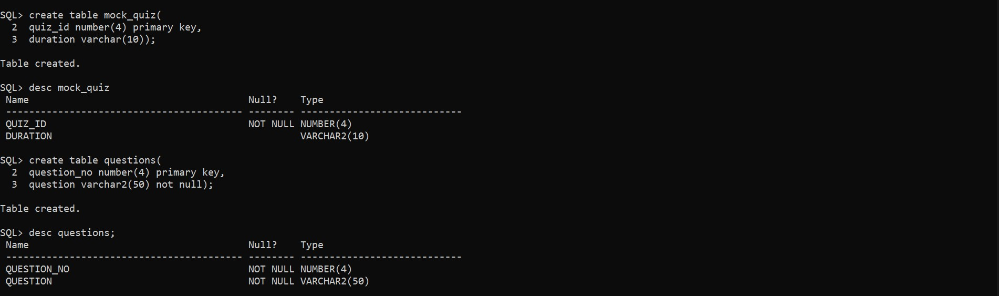 SQL> create table mock_quiz(
  2  quiz_id number(4) primary key,
  3  duration varchar(10));
Table created.
SQL> desc mock_quiz
 Name                                      Null?    Type
 ----------------------------------------- -------- ----------------------------
 QUIZ_ID                                   NOT NULL NUMBER(4)
 DURATION                                           VARCHAR2(10)
SQL> create table questions(
  2  question_no number(4) primary key,
  3  question varchar2(50) not null);
Table created.
SQL> desc questions;
 Name                                      Null?    Type
 ----------------------------------------- -------- ----------------------------
 QUESTION_NO                               NOT NULL NUMBER(4)
 QUESTION                                  NOT NULL VARCHAR2(50)